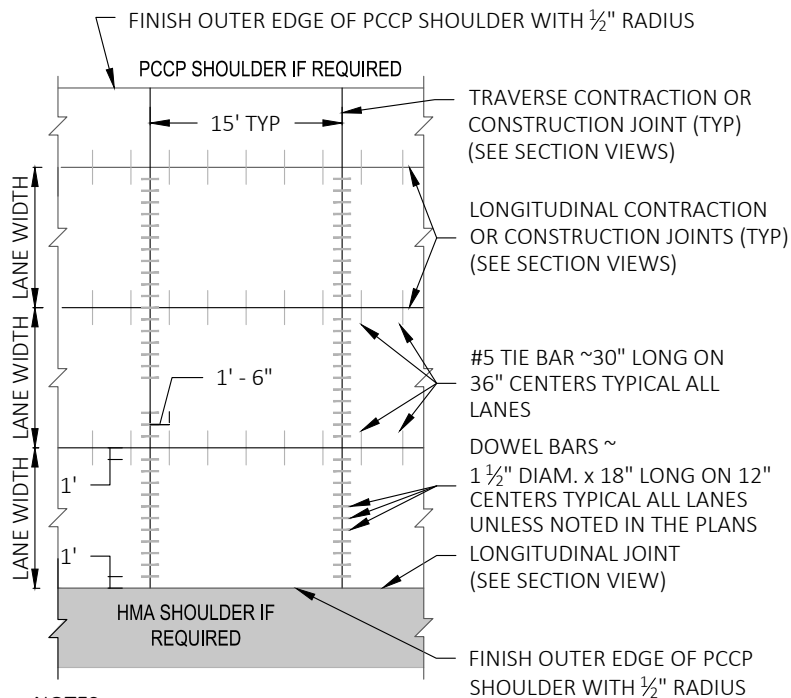 FINISH OUTER EDGE OF PCCP SHOULDER WITH ½" RADIUS
PCCP SHOULDER IF REQUIRED
15' TYP
TRAVERSE CONTRACTION OR
CONSTRUCTION JOINT (TYP)
(SEE SECTION VIEWS)
LANE WIDTH
LONGITUDINAL CONTRACTION
OR CONSTRUCTION JOINTS (TYP)
(SEE SECTION VIEWS)
LANE WIDTH
1' - 6"
#5 TIE BAR ~30" LONG ON
36" CENTERS TYPICAL ALL
LANES
LANE WIDTH
1'
1'
DOWEL BARS ~
1 ½" DIAM. x 18" LONG ON 12"
CENTERS TYPICAL ALL LANES
UNLESS NOTED IN THE PLANS
LONGITUDINAL JOINT
(SEE SECTION VIEW)
HMA SHOULDER IF
REQUIRED
FINISH OUTER EDGE OF PCCP
SHOULDER WITH ½" RADIUS